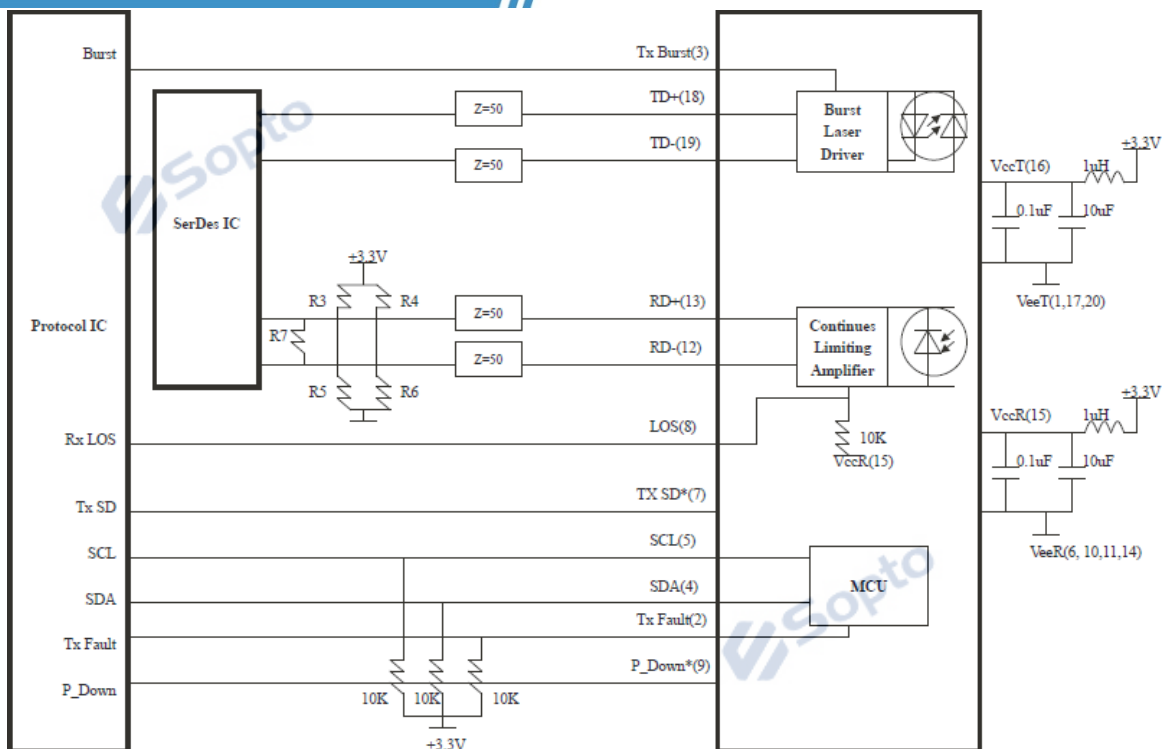 Burst
Tx Burst(3)
TD+(18)
Z=50
TD-(19)
Z=50
Burst
Laser
Driver
SerDes IC
Sopto
VccT(16)
1uH
+3.3V
0.1uF
10uF
VeeT(1,17,20)
+3.3V
R3
R4
RD+(13)
Z=50
Protocol IC
R7
RD-(12)
Z=50
R5
R6
Continues
Limiting
Amplifier
LOS(8)
Rx LOS
10K
VccR(15)
VccR(15)
1uH
+3.3V
0.1uF
10uF
VeeR(6, 10,11,14)
TX SD*(7)
Tx SD
SCL(5)
SCL
SDA(4)
SDA
MCU
Sopto
Tx Fault(2)
Tx Fault
P_Down*(9)
P_Down
10K
10K
10K
+3.3V